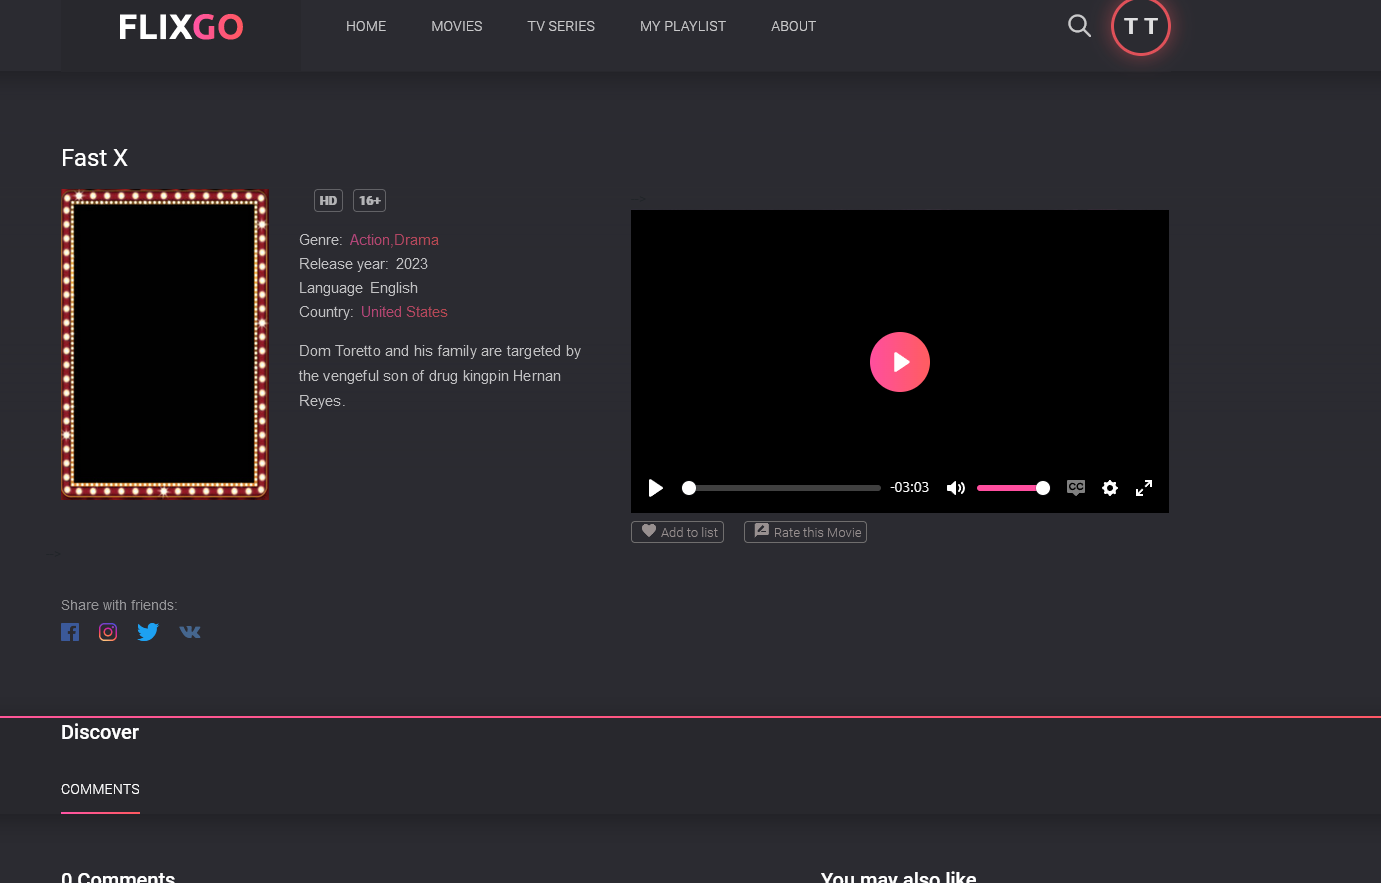 FLIXGO
HOME
MOVIES
TV SERIES
MY PLAYLIST
ABOUT
T T
Fast X
HD
16+
Genre: Action,Drama
Release year: 2023
Language English
Country: United States
Dom Toretto and his family are targeted by
the vengeful son of drug kingpin Hernan
Reyes.
-->
-03:03
CC
Add to list
Rate this Movie
-->
Share with friends:
Discover
COMMENTS
0 Comments
You may also like